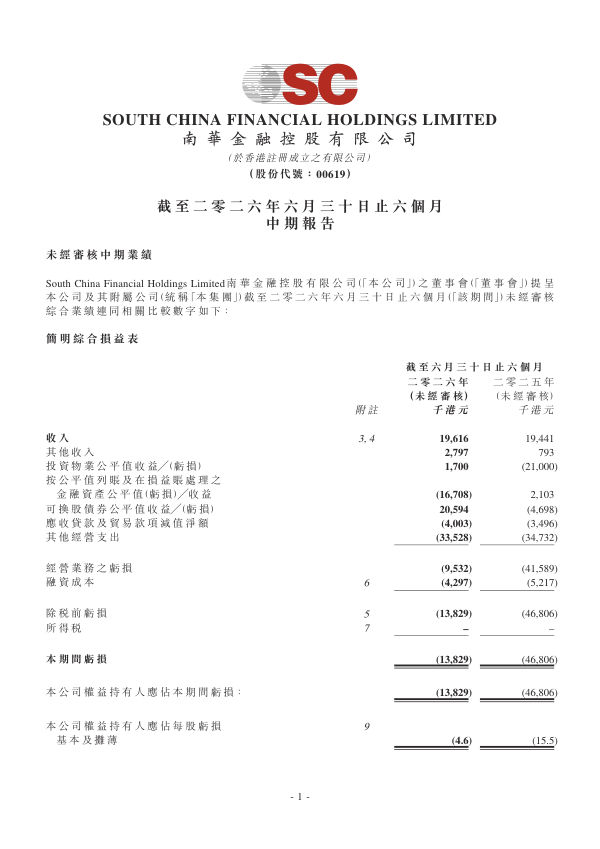 SC
SOUTH CHINA FINANCIAL HOLDINGS LIMITED
南華金融控股有限公司
(於香港註冊成立之有限公司)
(股份代號：00619)
截至二零二六年六月三十日止六個月
中期報告
未經審核中期業績
South China Financial Holdings Limited南華金融控股有限公司(「本公司」)之董事會(「董事會」)提呈
本公司及其附屬公司(統稱「本集團」)截至二零二六年六月三十日止六個月(「該期間」)未經審核
綜合業績連同相關比較數字如下：
簡明綜合損益表
截至六月三十日止六個月
二零二六年 二零二五年
(未經審核) (未經審核)
附註 千港元 千港元
收入 3, 4 19,616 19,441
其他收入 2,797 793
投資物業公平值收益╱(虧損) 1,700 (21,000)
按公平值列賬及在損益賬處理之
金融資產公平值(虧損)╱收益 (16,708) 2,103
可換股債券公平值收益╱(虧損) 20,594 (4,698)
應收貸款及貿易款項減值淨額 (4,003) (3,496)
其他經營支出 (33,528) (34,732)
經營業務之虧損 (9,532) (41,589)
融資成本 6 (4,297) (5,217)
除稅前虧損 5 (13,829) (46,806)
所得稅 7 – –
本期間虧損 (13,829) (46,806)
本公司權益持有人應佔本期間虧損： (13,829) (46,806)
本公司權益持有人應佔每股虧損 9
基本及攤薄 (4.6) (15.5)
- 1 -